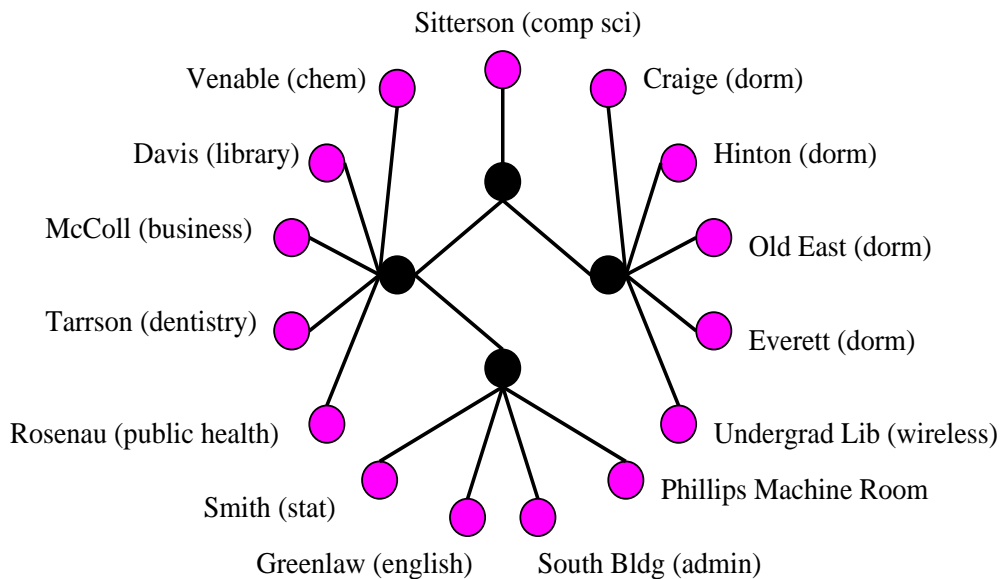 Sitterson (comp sci)
Venable (chem)
Craige (dorm)
Davis (library)
Hinton (dorm)
McColl (business)
Old East (dorm)
Tarrson (dentistry)
Everett (dorm)
Rosenau (public health)
Undergrad Lib (wireless)
Smith (stat)
Phillips Machine Room
Greenlaw (english)
South Bldg (admin)